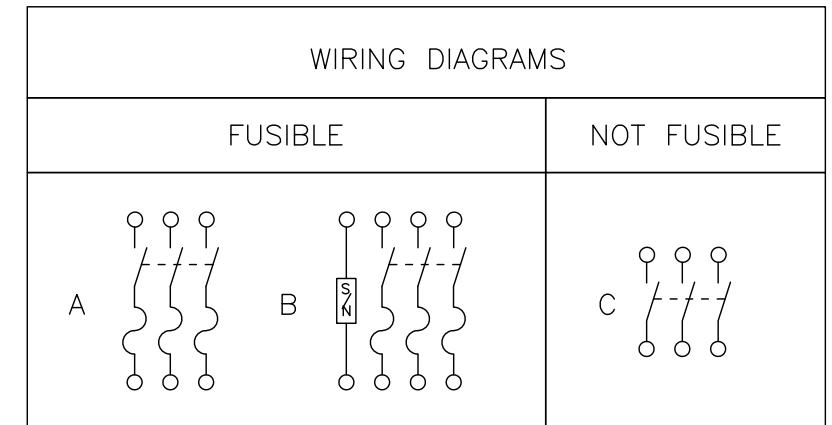 WIRING DIAGRAMS
FUSIBLE
NOT FUSIBLE
A
B
S/N
C